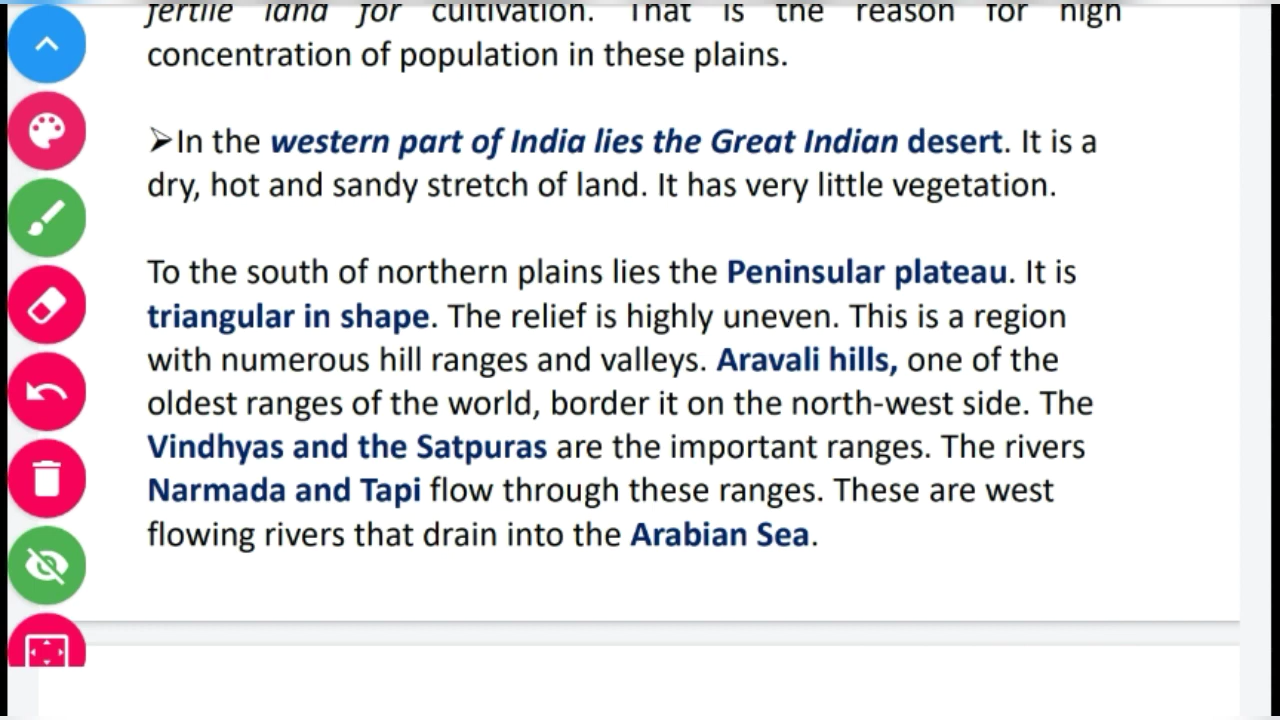 fertile land for cultivation. That is the reason for high
concentration of population in these plains.
➢In the western part of India lies the Great Indian desert. It is a
dry, hot and sandy stretch of land. It has very little vegetation.
To the south of northern plains lies the Peninsular plateau. It is
triangular in shape. The relief is highly uneven. This is a region
with numerous hill ranges and valleys. Aravali hills, one of the
oldest ranges of the world, border it on the north-west side. The
Vindhyas and the Satpuras are the important ranges. The rivers
Narmada and Tapi flow through these ranges. These are west
flowing rivers that drain into the Arabian Sea.